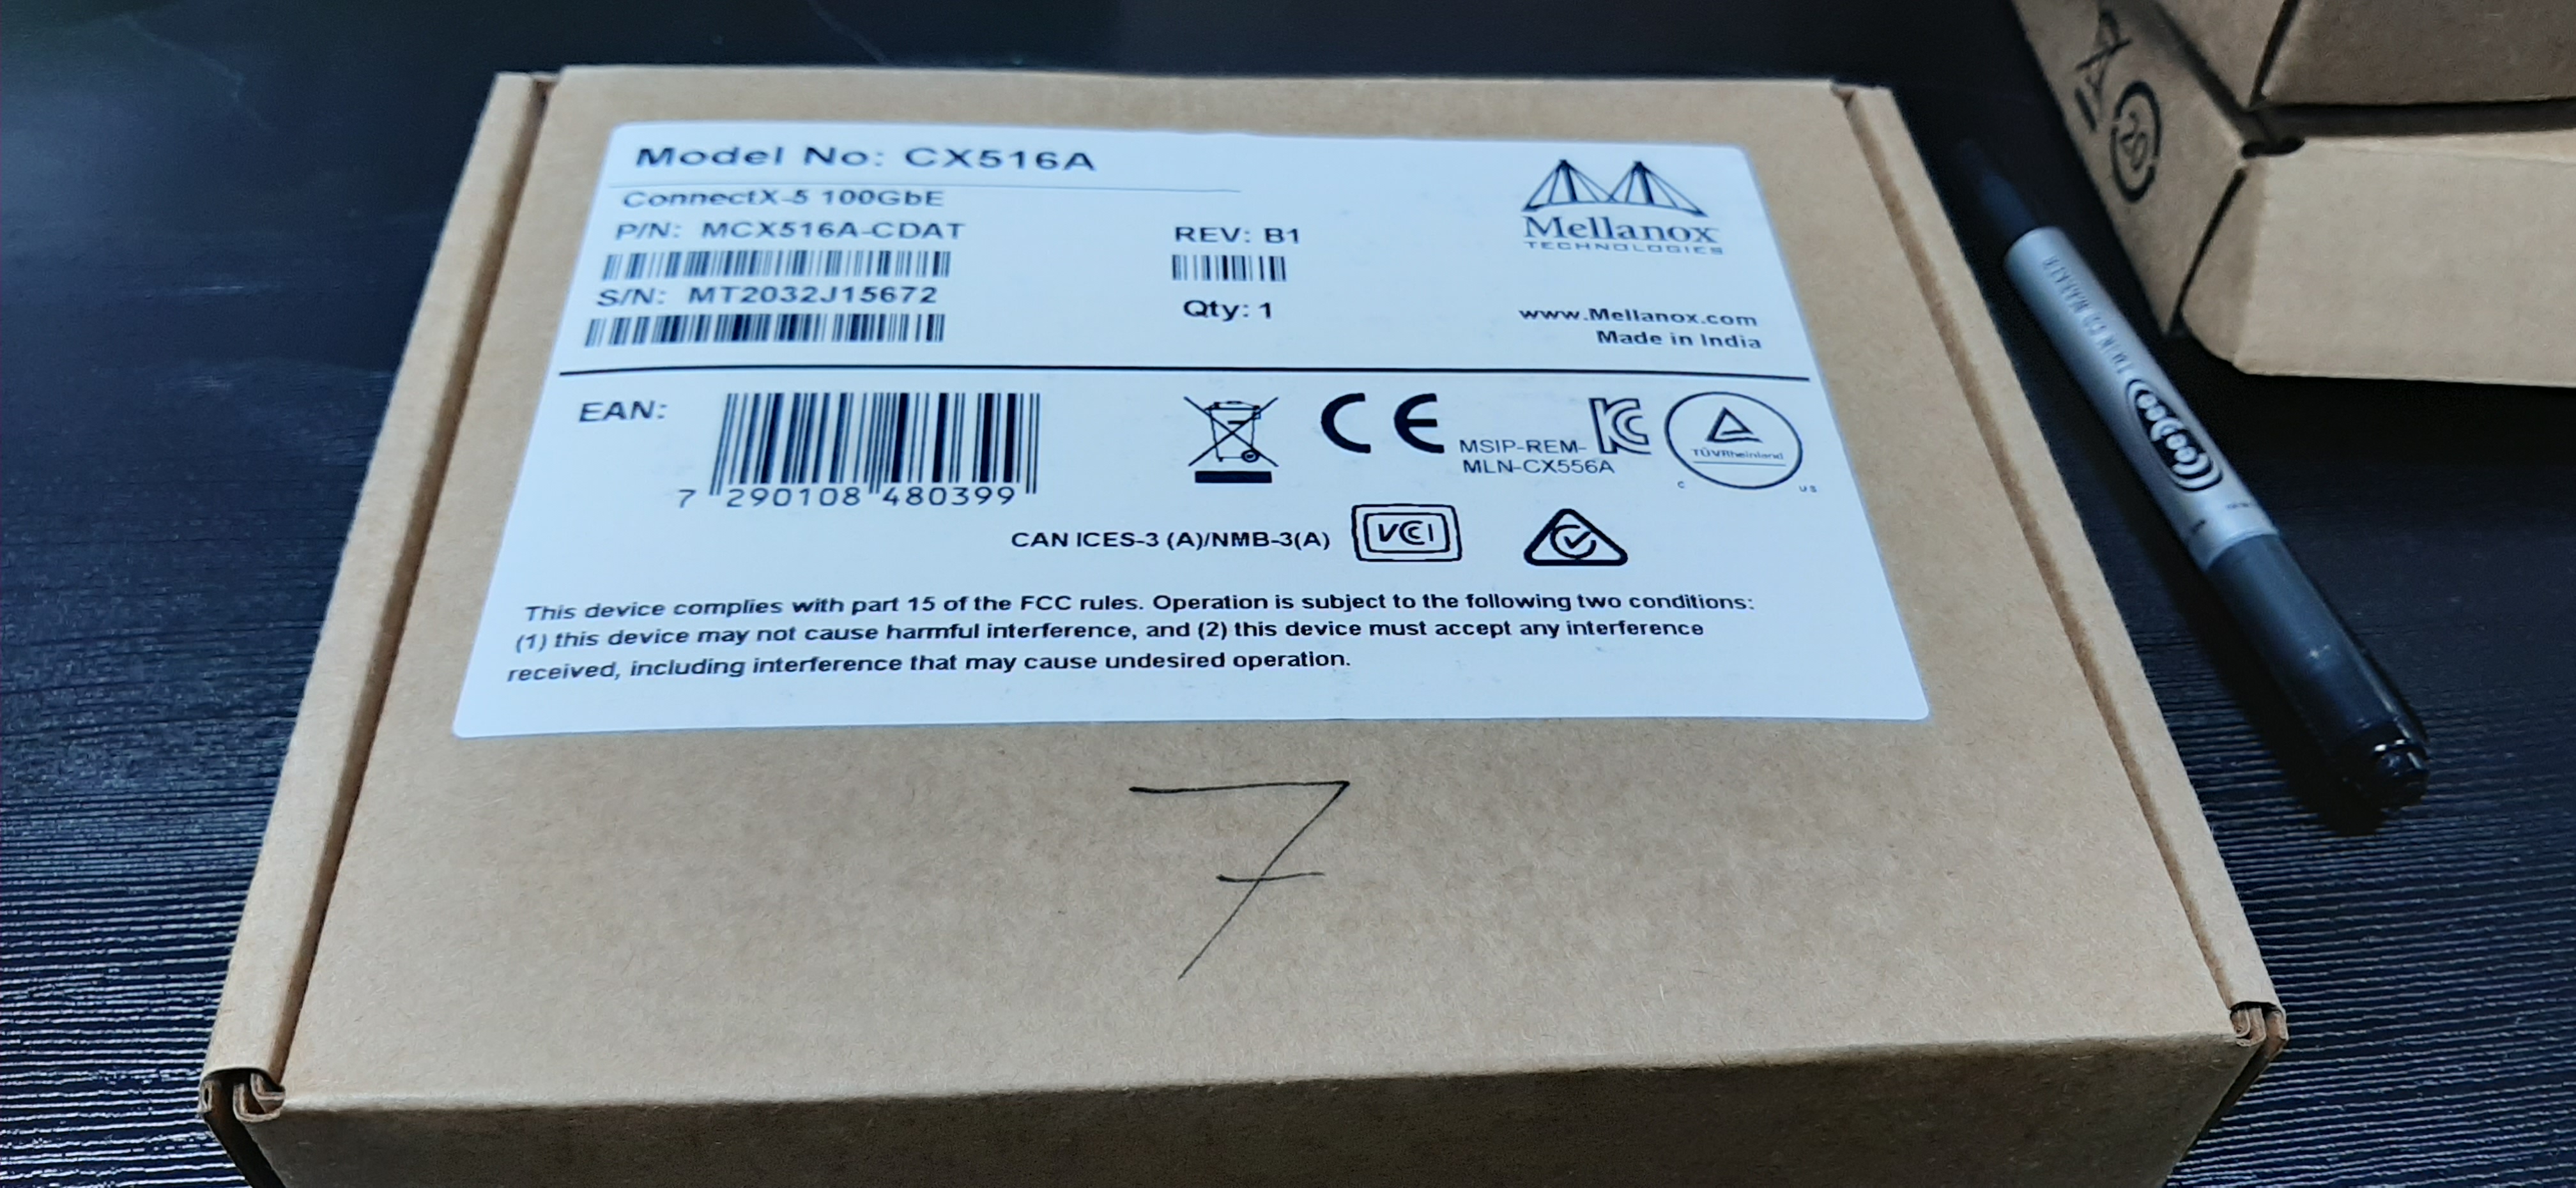 Model No: CX516A
ConnectX-5 100GbE
P/N: MCX516A-CDAT
REV: B1
S/N: MT2032J15672
Qty: 1
Mellanox
TECHNOLOGIES
www.Mellanox.com
Made in India
EAN:
7 290108 480399
CE
MSIP-REM-
MLN-CX556A
KC
TÜVRheinland
C US
CAN ICES-3 (A)/NMB-3(A)
VCI
This device complies with part 15 of the FCC rules. Operation is subject to the following two conditions:
(1) this device may not cause harmful interference, and (2) this device must accept any interference
received, including interference that may cause undesired operation.
7
20
CeeDee